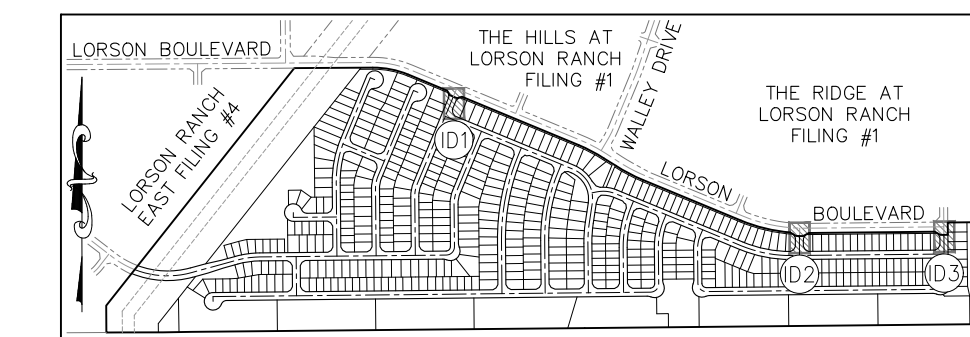 LORSON BOULEVARD
THE HILLS AT
LORSON RANCH
FILING #1
WALLEY DRIVE
THE RIDGE AT
LORSON RANCH
FILING #1
LORSON RANCH
EAST FILING #4
ID1
LORSON
BOULEVARD
ID2
ID3